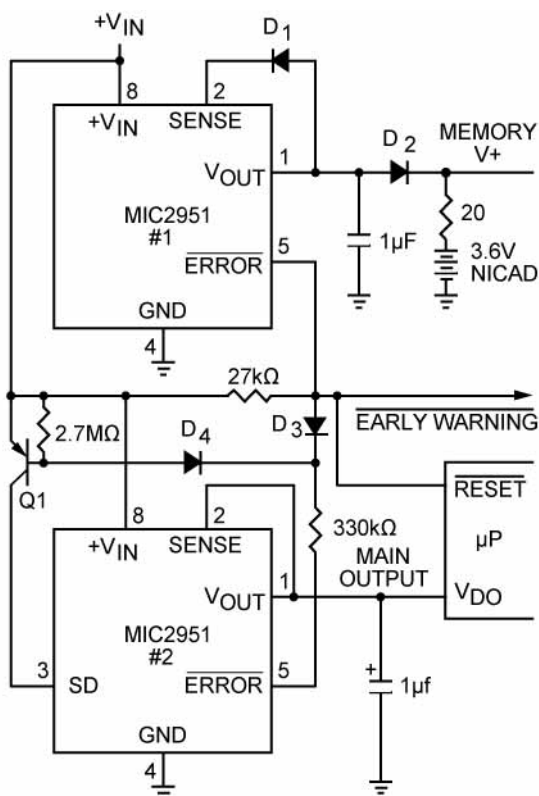 +VIN
D1
8
2
+VIN
SENSE
1
VOUT
D2
MEMORY
V+
MIC2951
#1
1µF
20
3.6V
NICAD
5
ERROR
GND
4
27kΩ
EARLY WARNING
2.7MΩ
D4
D3
Q1
RESET
8
2
330kΩ
µP
+VIN
SENSE
MAIN
OUTPUT
1
VOUT
VDO
MIC2951
#2
3
SD
5
ERROR
+
1µf
GND
4